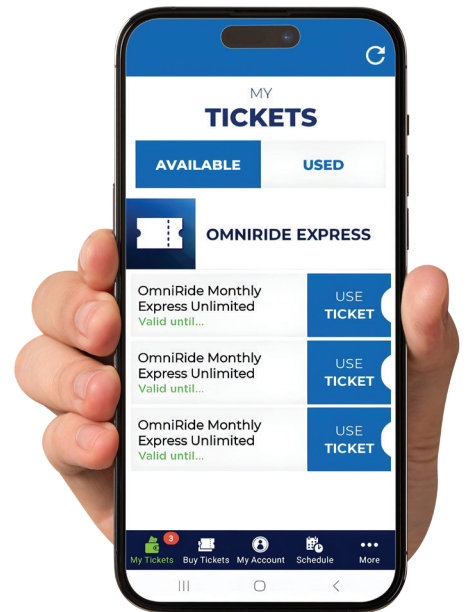 MY
TICKETS
AVAILABLE
USED
OMNIRIDE EXPRESS
OmniRide Monthly
Express Unlimited
Valid until...
USE
TICKET
OmniRide Monthly
Express Unlimited
Valid until...
USE
TICKET
OmniRide Monthly
Express Unlimited
Valid until...
USE
TICKET
3
My Tickets
Buy Tickets
My Account
Schedule
More